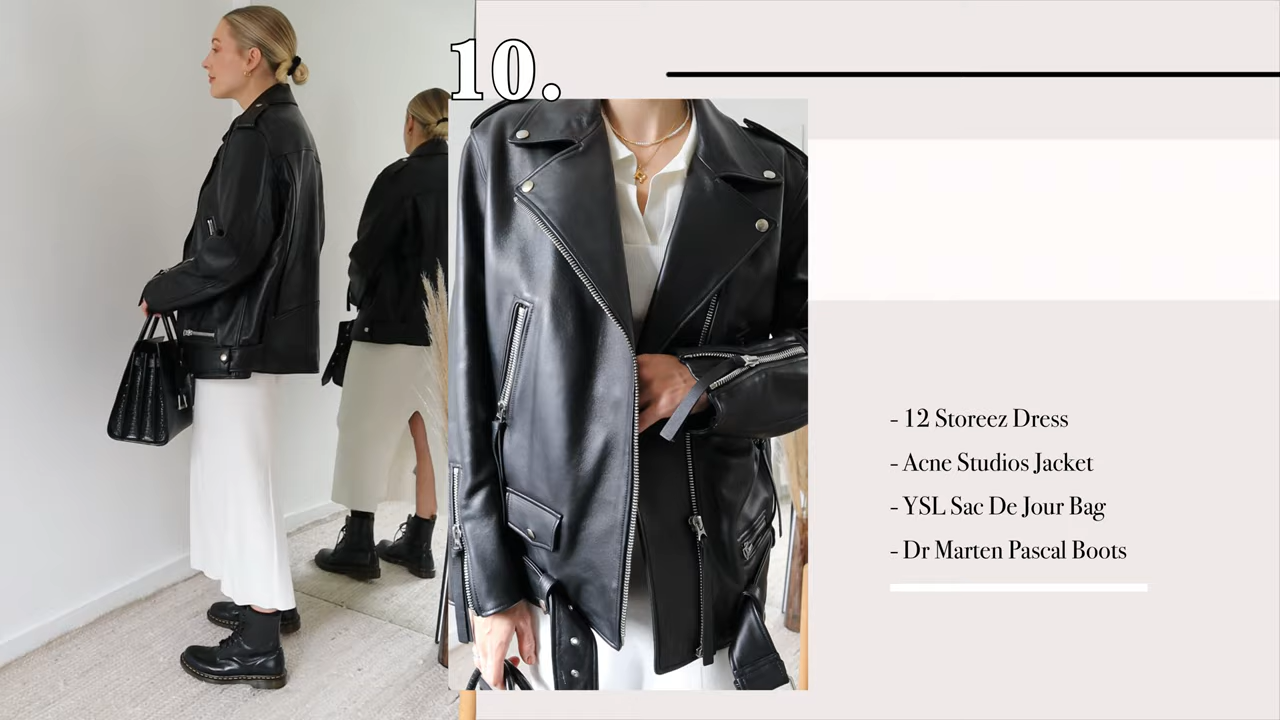 10.
- 12 Storeez Dress
- Acne Studios Jacket
- YSL Sac De Jour Bag
- Dr Marten Pascal Boots